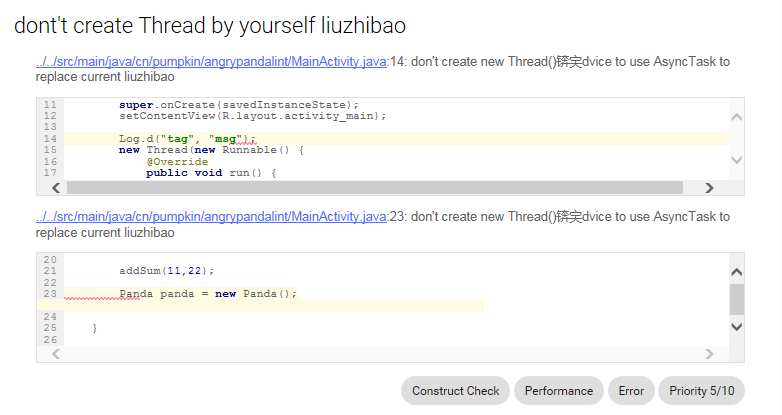 dont't create Thread by yourself liuzhibao
../../src/main/java/cn/pumpkin/angrypandalint/MainActivity.java:14: don't create new Thread()锛宎dvice to use AsyncTask to
replace current liuzhibao
11 super.onCreate(savedInstanceState);
12 setContentView(R.layout.activity_main);
13
14 Log.d("tag", "msg");
15 new Thread(new Runnable() {
16 @Override
17 public void run() {
../../src/main/java/cn/pumpkin/angrypandalint/MainActivity.java:23: don't create new Thread()锛宎dvice to use AsyncTask to
replace current liuzhibao
20
21 addSum(11,22);
22
23 Panda panda = new Panda();
24
25 }
26
Construct Check Performance Error Priority 5/10